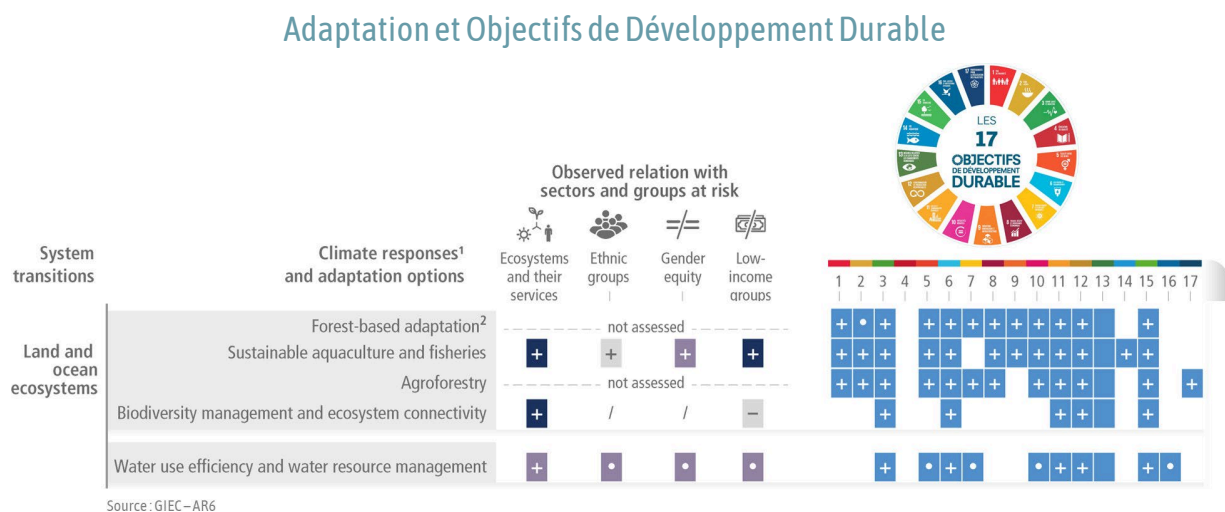 Adaptation et Objectifs de Développement Durable
LES
17
OBJECTIFS
DE DÉVELOPPEMENT
DURABLE
Observed relation with
sectors and groups at risk
System
transitions
Climate responses¹
and adaptation options
Ecosystems
and their
services
Ethnic
groups
Gender
equity
Low-
income
groups
1 2 3 4 5 6 7 8 9 10 11 12 13 14 15 16 17
Land and
ocean
ecosystems
Forest-based adaptation² not assessed + • + + + + + + + + + +
Sustainable aquaculture and fisheries + + + + + + + + + + + + + + + +
Agroforestry not assessed + + + + + + + + + + + +
Biodiversity management and ecosystem connectivity + / / − + + + + +
Water use efficiency and water resource management + • • • + • + • • + + + •
Source : GIEC – AR6